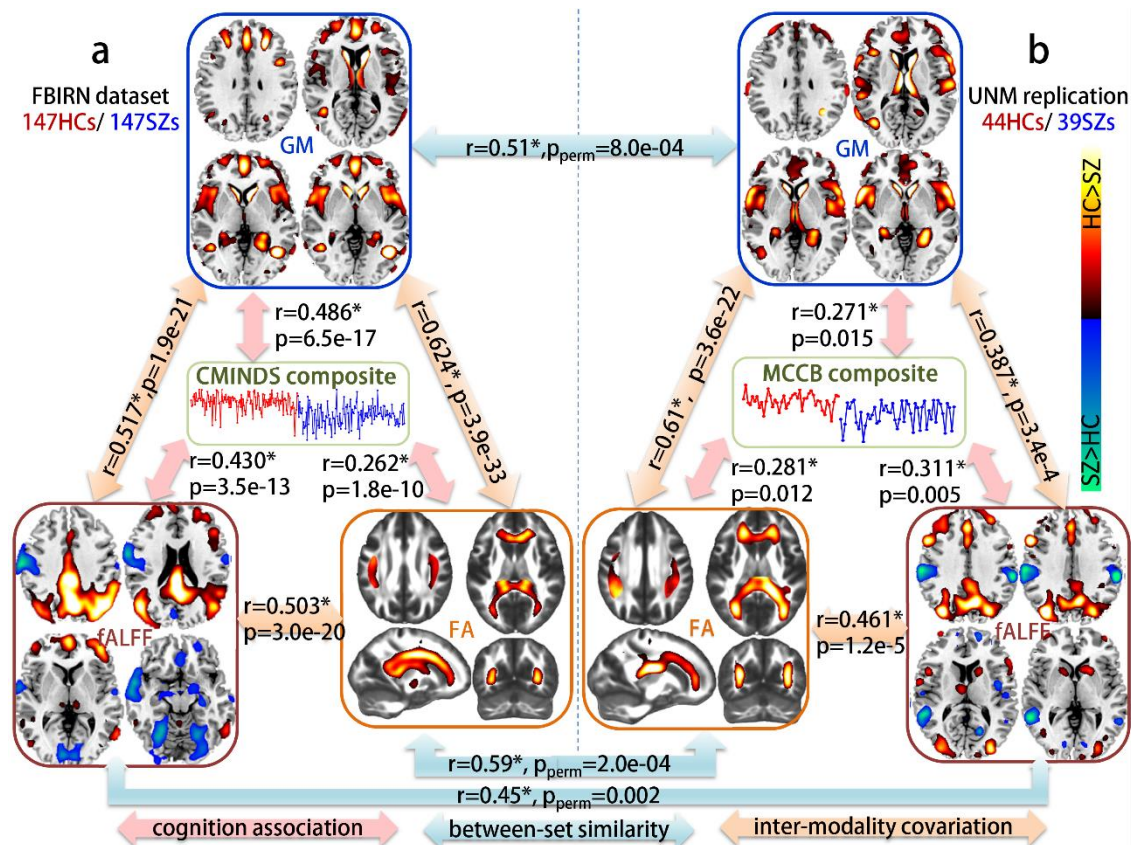 a
FBIRN dataset
147HCs/ 147SZs
GM
r=0.51*,p_perm=8.0e-04
GM
b
UNM replication
44HCs/ 39SZs
HC>SZ
SZ>HC
r=0.517*,p=1.9e-21
r=0.486*
p=6.5e-17
r=0.624*, p=3.9e-33
CMINDS composite
r=0.430*
p=3.5e-13
r=0.262*
p=1.8e-10
r=0.61*, p=3.6e-22
r=0.271*
p=0.015
r=0.387*, p=3.4e-4
MCCB composite
r=0.281*
p=0.012
r=0.311*
p=0.005
fALFF
r=0.503*
p=3.0e-20
FA
FA
r=0.461*
p=1.2e-5
fALFF
r=0.59*, p_perm=2.0e-04
r=0.45*, p_perm=0.002
cognition association
between-set similarity
inter-modality covariation